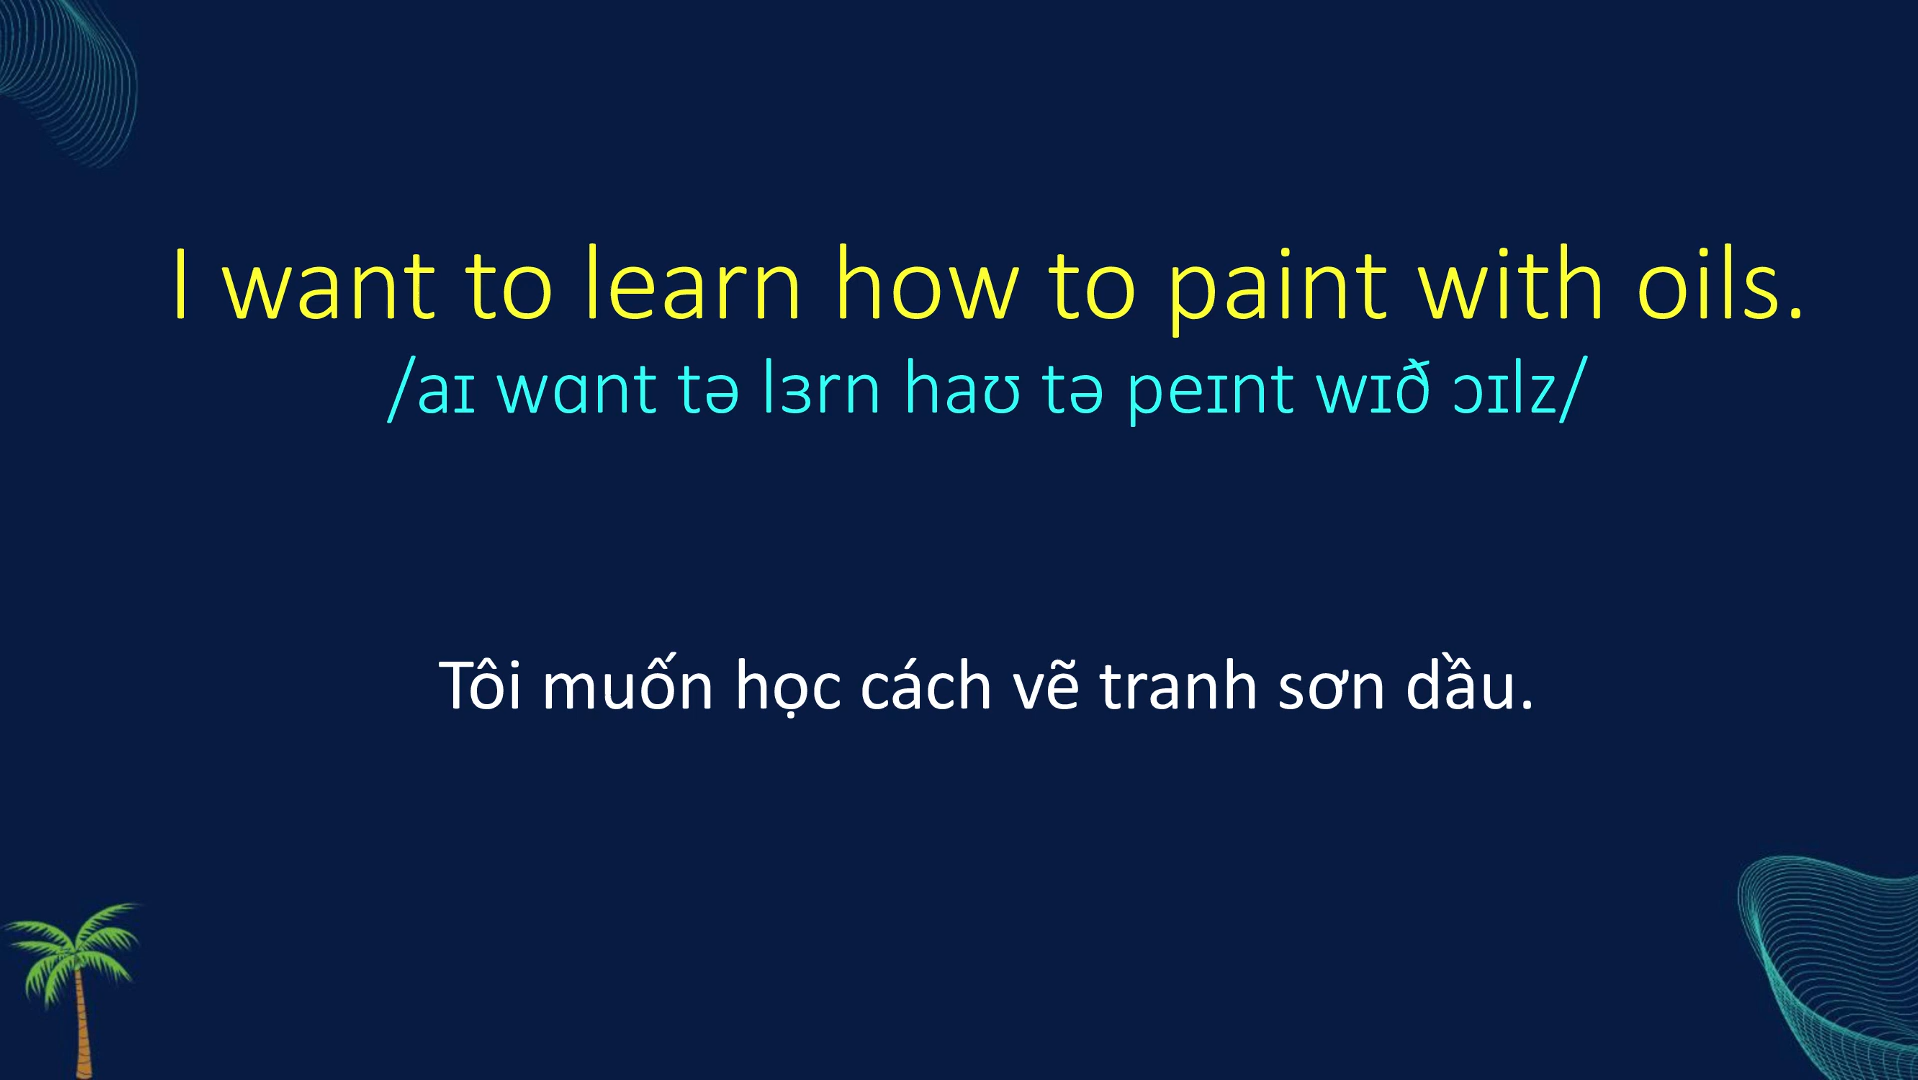 I want to learn how to paint with oils.
/aɪ wɑnt tə lɜrn haʊ tə peɪnt wɪð ɔɪlz/
Tôi muốn học cách vẽ tranh sơn dầu.